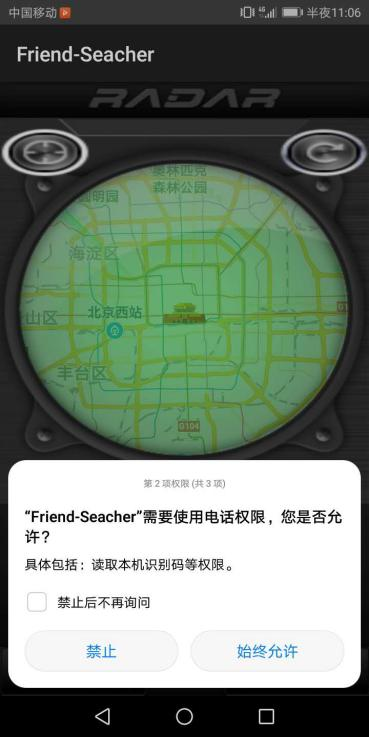 中国移动
4G
半夜11:06
Friend-Seacher
RADAR
奥林匹克
森林公园
圆明园
海淀区
北京西站
山区
丰台区
G104
第 2 项权限 (共 3 项)
“Friend-Seacher”需要使用电话权限，您是否允
许？
具体包括：读取本机识别码等权限。
禁止后不再询问
禁止
始终允许